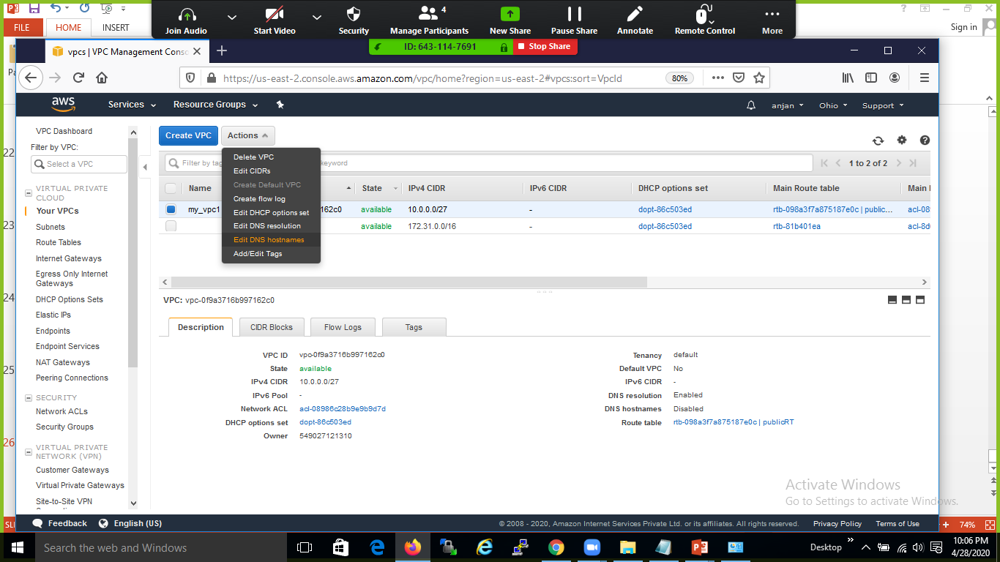 FILE
HOME
INSERT
Sign in
Join Audio
Start Video
Security
4
Manage Participants
New Share
Pause Share
Annotate
Remote Control
More
ID: 643-114-7691
Stop Share
vpcs | VPC Management Conso
https://us-east-2.console.aws.amazon.com/vpc/home?region=us-east-2#vpcs:sort=VpcId
80%
aws
Services
Resource Groups
anjan
Ohio
Support
VPC Dashboard
Filter by VPC:
Select a VPC
VIRTUAL PRIVATE
CLOUD
Your VPCs
Subnets
Route Tables
Internet Gateways
Egress Only Internet
Gateways
DHCP Options Sets
Elastic IPs
Endpoints
Endpoint Services
NAT Gateways
Peering Connections
SECURITY
Network ACLs
Security Groups
VIRTUAL PRIVATE
NETWORK (VPN)
Customer Gateways
Virtual Private Gateways
Site-to-Site VPN
Create VPC
Actions
Delete VPC
Edit CIDRs
Create Default VPC
Create flow log
Edit DHCP options set
Edit DNS resolution
Edit DNS hostnames
Add/Edit Tags
Filter by tag
keyword
1 to 2 of 2
Name State IPv4 CIDR IPv6 CIDR DHCP options set Main Route table Main
my_vpc1 162c0 available 10.0.0.0/27 - dopt-86c503ed rtb-098a3f7a875187e0c | public... acl-08
available 172.31.0.0/16 - dopt-86c503ed rtb-81b401ea acl-8d
VPC: vpc-0f9a3716b997162c0
Description
CIDR Blocks
Flow Logs
Tags
VPC ID vpc-0f9a3716b997162c0
State available
IPv4 CIDR 10.0.0.0/27
IPv6 Pool -
Network ACL acl-08986c28b9e9b9d7d
DHCP options set dopt-86c503ed
Owner 549027121310
Tenancy default
Default VPC No
IPv6 CIDR -
DNS resolution Enabled
DNS hostnames Disabled
Route table rtb-098a3f7a875187e0c | publicRT
22
23
24
25
26
Activate Windows
Go to Settings to activate Windows.
Feedback
English (US)
© 2008 - 2020, Amazon Internet Services Private Ltd. or its affiliates. All rights reserved.
Privacy Policy
Terms of Use
SLI
74%
Search the web and Windows
Desktop
10:06 PM
4/28/2020